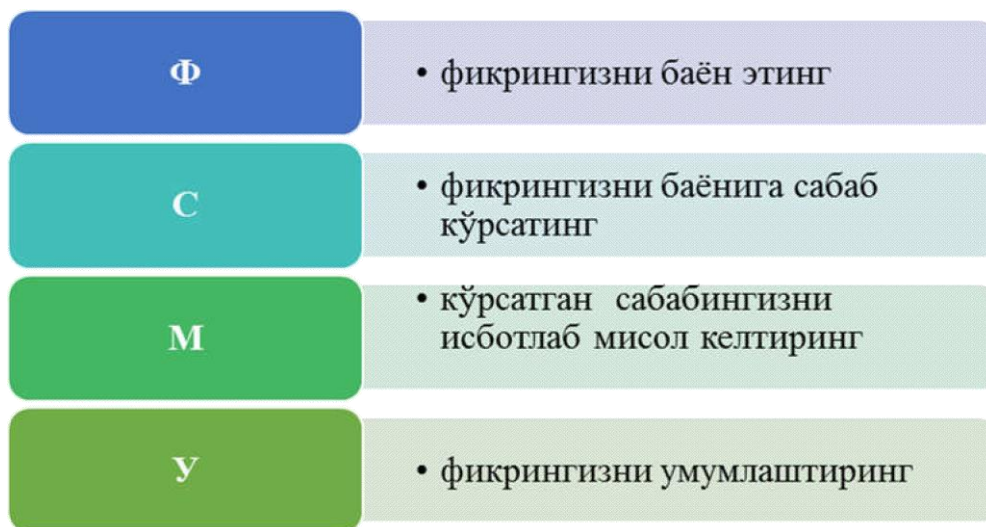 Ф
• фикрингизни баён этинг
С
• фикрингизни баёнига сабаб
кўрсатинг
М
• кўрсатган сабабингизни
исботлаб мисол келтиринг
У
• фикрингизни умумлаштиринг